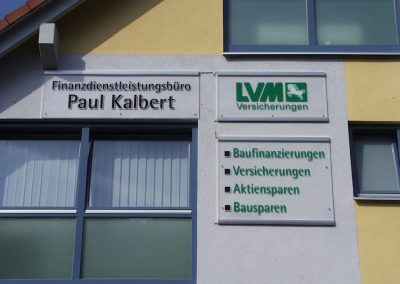 Finanzdienstleistungsbüro
Paul Kalbert
LVM
Versicherungen
Baufinanzierungen
Versicherungen
Aktiensparen
Bausparen